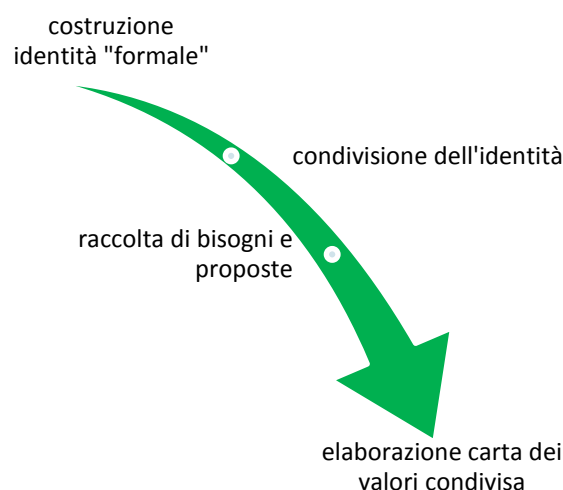 costruzione
identità "formale"
condivisione dell'identità
raccolta di bisogni e
proposte
elaborazione carta dei
valori condivisa